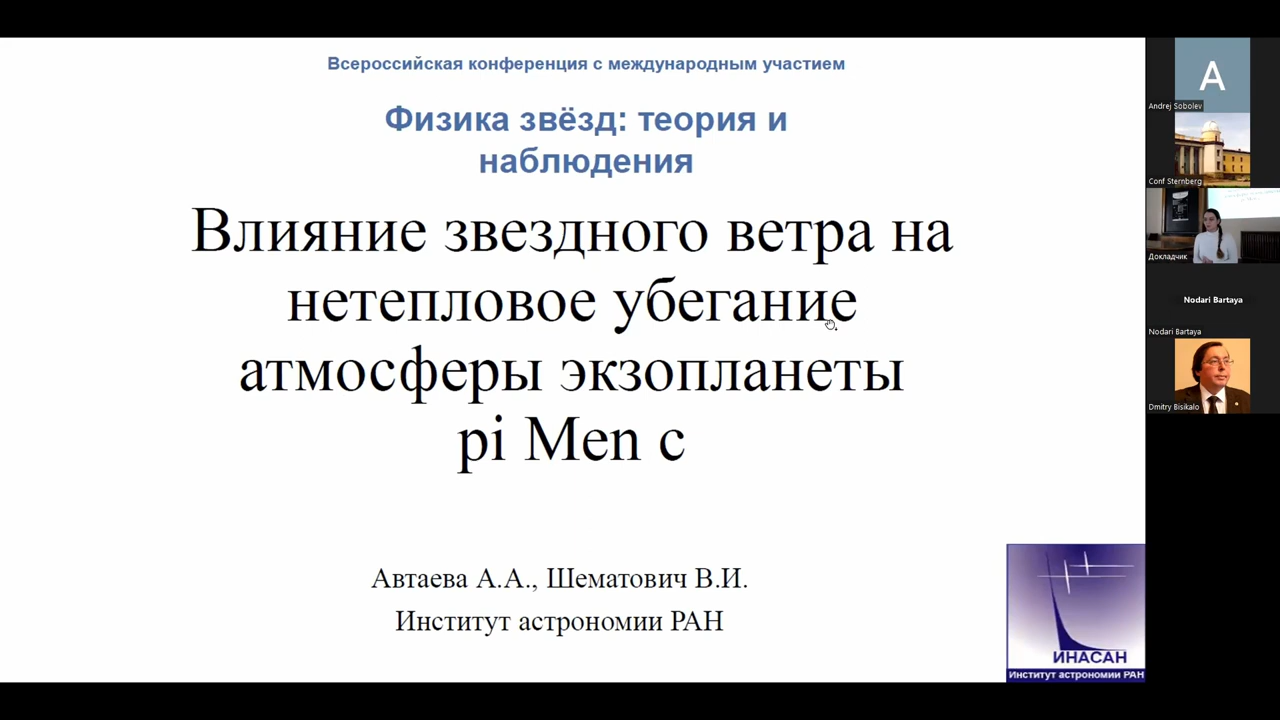 Всероссийская конференция с международным участием
Физика звёзд: теория и
наблюдения
Влияние звездного ветра на
нетепловое убегание
атмосферы экзопланеты
pi Men c
Автаева А.А., Шематович В.И.
Институт астрономии РАН
ИНАСАН
Институт астрономии РАН
A
Andrej Sobolev
Conf Sternberg
Докладчик
Nodari Bartaya
Nodari Bartaya
Dmitry Bisikalo